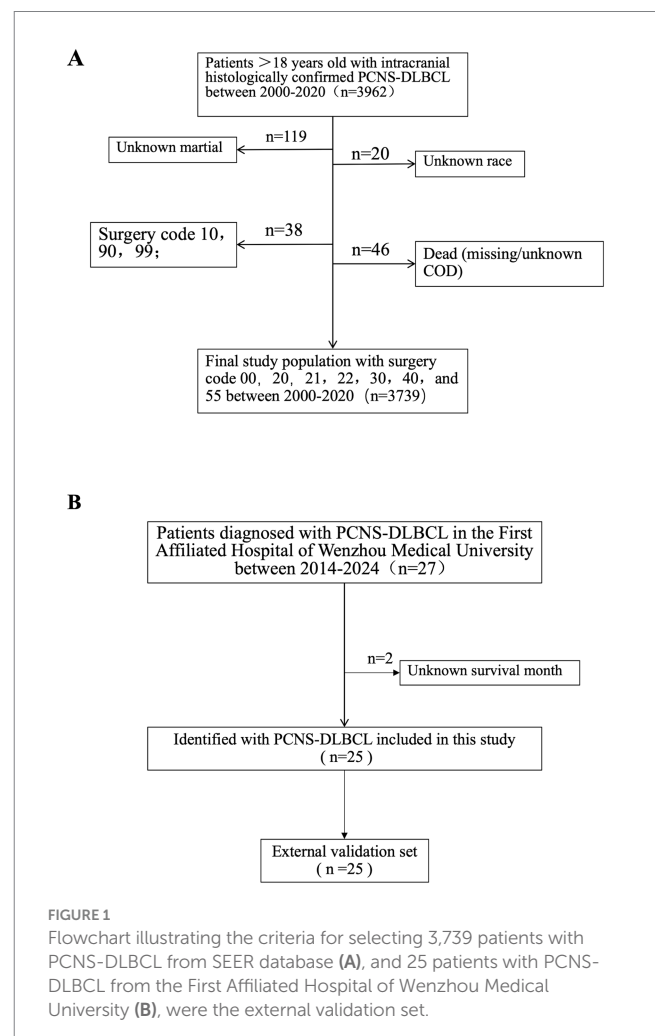 A
Patients >18 years old with intracranial
histologically confirmed PCNS-DLBCL
between 2000-2020（n=3962）
n=119
Unknown martial
n=20
Unknown race
n=38
Surgery code 10，
90，99；
n=46
Dead (missing/unknown
COD)
Final study population with surgery
code 00，20，21，22，30，40，and
55 between 2000-2020（n=3739）
B
Patients diagnosed with PCNS-DLBCL in the First
Affiliated Hospital of Wenzhou Medical University
between 2014-2024（n=27）
n=2
Unknown survival month
Identified with PCNS-DLBCL included in this study
( n=25 )
External validation set
( n =25 )
FIGURE 1
Flowchart illustrating the criteria for selecting 3,739 patients with
PCNS-DLBCL from SEER database (A), and 25 patients with PCNS-
DLBCL from the First Affiliated Hospital of Wenzhou Medical
University (B), were the external validation set.